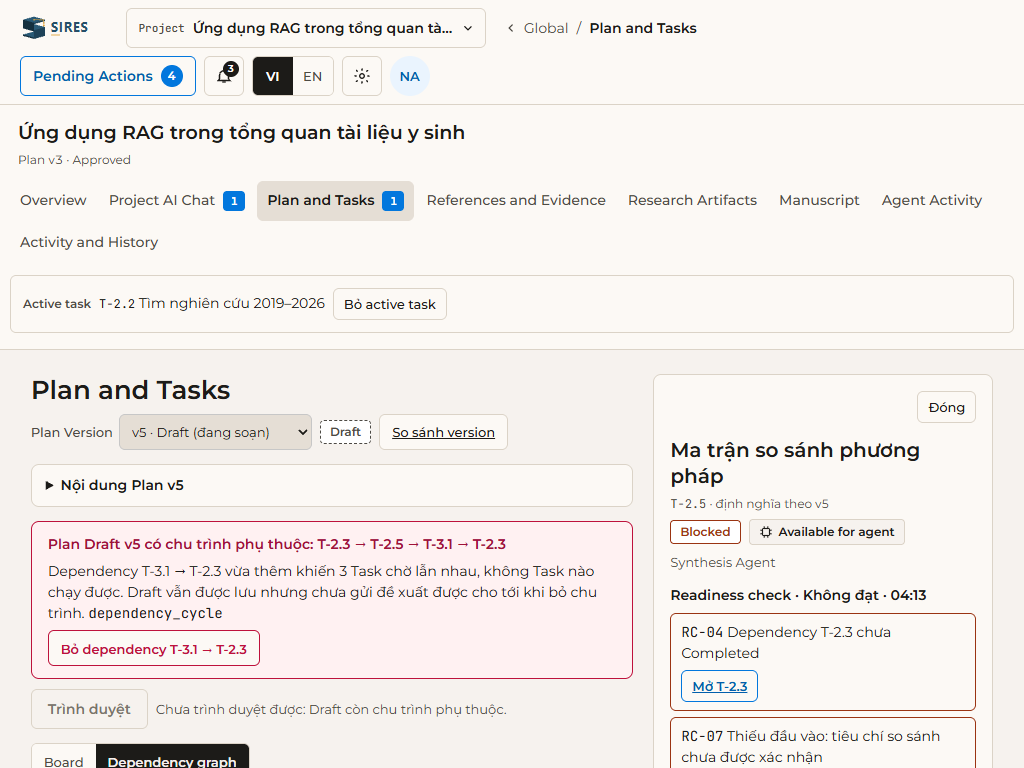 SIRES
Project Ứng dụng RAG trong tổng quan tà...
Global / Plan and Tasks
Pending Actions 4
3
VI EN
NA
Ứng dụng RAG trong tổng quan tài liệu y sinh
Plan v3 · Approved
Overview Project AI Chat 1 Plan and Tasks 1 References and Evidence Research Artifacts Manuscript Agent Activity
Activity and History
Active task T-2.2 Tìm nghiên cứu 2019–2026 Bỏ active task
Plan and Tasks
Plan Version v5 · Draft (đang soạn) Draft So sánh version
Nội dung Plan v5
Plan Draft v5 có chu trình phụ thuộc: T-2.3 → T-2.5 → T-3.1 → T-2.3
Dependency T-3.1 → T-2.3 vừa thêm khiến 3 Task chờ lẫn nhau, không Task nào
chạy được. Draft vẫn được lưu nhưng chưa gửi đề xuất được cho tới khi bỏ chu
trình. dependency_cycle
Bỏ dependency T-3.1 → T-2.3
Trình duyệt Chưa trình duyệt được: Draft còn chu trình phụ thuộc.
Board Dependency graph
Đóng
Ma trận so sánh phương
pháp
T-2.5 · định nghĩa theo v5
Blocked Available for agent
Synthesis Agent
Readiness check · Không đạt · 04:13
RC-04 Dependency T-2.3 chưa
Completed
Mở T-2.3
RC-07 Thiếu đầu vào: tiêu chí so sánh
chưa được xác nhận